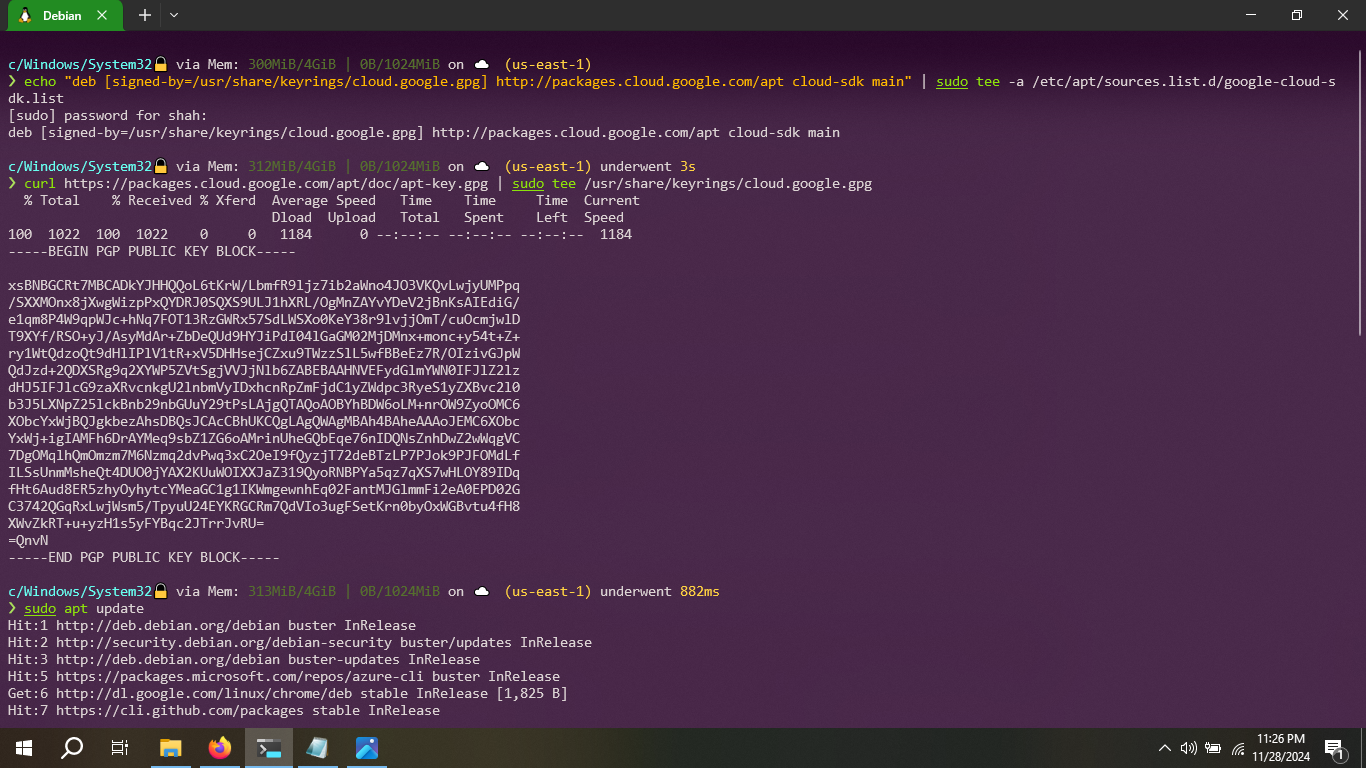 Debian
c/Windows/System32 via Mem: 300MiB/4GiB | 0B/1024MiB on (us-east-1)
❯ echo "deb [signed-by=/usr/share/keyrings/cloud.google.gpg] http://packages.cloud.google.com/apt cloud-sdk main" | sudo tee -a /etc/apt/sources.list.d/google-cloud-s
dk.list
[sudo] password for shah:
deb [signed-by=/usr/share/keyrings/cloud.google.gpg] http://packages.cloud.google.com/apt cloud-sdk main
c/Windows/System32 via Mem: 312MiB/4GiB | 0B/1024MiB on (us-east-1) underwent 3s
❯ curl https://packages.cloud.google.com/apt/doc/apt-key.gpg | sudo tee /usr/share/keyrings/cloud.google.gpg
% Total % Received % Xferd Average Speed Time Time Time Current
Dload Upload Total Spent Left Speed
100 1022 100 1022 0 0 1184 0 --:--:-- --:--:-- --:--:-- 1184
-----BEGIN PGP PUBLIC KEY BLOCK-----
xsBNBGCRt7MBCADkYJHHQQoL6tKrW/LbmfR9ljz7ib2aWno4JO3VKQvLwjyUMPpq
/SXXMOnx8jXwgWizpPxQYDRJ0SQXS9ULJ1hXRL/OgMnZAYvYDeV2jBnKsAIEdiG/
e1qm8P4W9qpWJc+hNq7FOT13RzGWRx57SdLWSXo0KeY38r9lvjjOmT/cuOcmjwlD
T9XYf/RSO+yJ/AsyMdAr+ZbDeQUd9HYJiPdI04lGaGM02MjDMnx+monc+y54t+Z+
ry1WtQdzoQt9dHlIPlV1tR+xV5DHHsejCZxu9TWzzSlL5wfBBeEz7R/OIzivGJpW
QdJzd+2QDXSRg9q2XYWP5ZVtSgjVVJjNlb6ZABEBAAHNVEFydGlmYWN0IFJlZ2lz
dHJ5IFJlcG9zaXRvcnkgU2lnbmVyIDxhcnRpZmFjdC1yZWdpc3RyeS1yZXBvc2l0
b3J5LXNpZ25lckBnb29nbGUuY29tPsLAjgQTAQoAOBYhBDW6oLM+nrOW9ZyoOMC6
XObcYxWjBQJgkbezAhsDBQsJCAcCBhUKCQgLAgQWAgMBAh4BAheAAAoJEMC6XObc
YxWj+igIAMFh6DrAYMeq9sbZ1ZG6oAMrinUheGQbEqe76nIDQNsZnhDwZ2wWqgVC
7DgOMqlhQmOmzm7M6Nzmq2dvPwq3xC2OeI9fQyzjT72deBTzLP7PJok9PJFOMdLf
ILSsUnmMsheQt4DUO0jYAX2KUuWOIXXJaZ319QyoRNBPYa5qz7qXS7wHLOY89IDq
fHt6Aud8ER5zhyOyhytcYMeaGC1g1IKWmgewnhEq02FantMJGlmmFi2eA0EPD02G
C3742QGqRxLwjWsm5/TpyuU24EYKRGCRm7QdVIo3ugFSetKrn0byOxWGBvtu4fH8
XWvZkRT+u+yzH1s5yFYBqc2JTrrJvRU=
=QnvN
-----END PGP PUBLIC KEY BLOCK-----
c/Windows/System32 via Mem: 313MiB/4GiB | 0B/1024MiB on (us-east-1) underwent 882ms
❯ sudo apt update
Hit:1 http://deb.debian.org/debian buster InRelease
Hit:2 http://security.debian.org/debian-security buster/updates InRelease
Hit:3 http://deb.debian.org/debian buster-updates InRelease
Hit:5 https://packages.microsoft.com/repos/azure-cli buster InRelease
Get:6 http://dl.google.com/linux/chrome/deb stable InRelease [1,825 B]
Hit:7 https://cli.github.com/packages stable InRelease
11:26 PM
11/28/2024
1